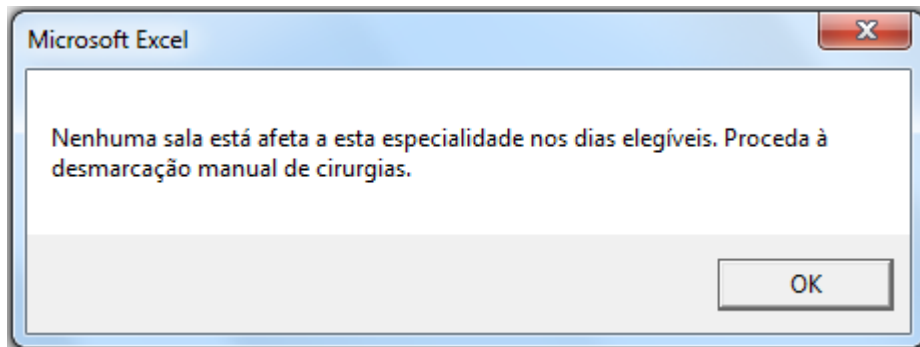 Microsoft Excel
Nenhuma sala está afeta a esta especialidade nos dias elegíveis. Proceda à
desmarcação manual de cirurgias.
OK